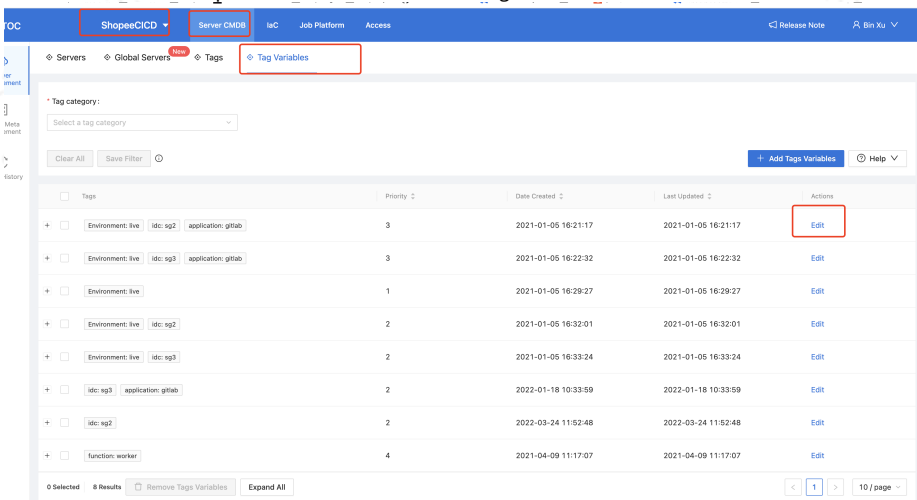 TOC ShopeeCICD Server CMDB IaC Job Platform Access Release Note Bin Xu
Servers Global Servers New Tags Tag Variables
* Tag category:
Select a tag category
Clear All Save Filter + Add Tags Variables Help
Meta
History
Tags Priority Date Created Last Updated Actions
+ Environment: live idc: sg2 application: gitlab 3 2021-01-05 16:21:17 2021-01-05 16:21:17 Edit
+ Environment: live idc: sg3 application: gitlab 3 2021-01-05 16:22:32 2021-01-05 16:22:32 Edit
+ Environment: live 1 2021-01-05 16:29:27 2021-01-05 16:29:27 Edit
+ Environment: live idc: sg2 2 2021-01-05 16:32:01 2021-01-05 16:32:01 Edit
+ Environment: live idc: sg3 2 2021-01-05 16:33:24 2021-01-05 16:33:24 Edit
+ idc: sg3 application: gitlab 2 2022-01-18 10:33:59 2022-01-18 10:33:59 Edit
+ idc: sg2 2 2022-03-24 11:52:48 2022-03-24 11:52:48 Edit
+ function: worker 4 2021-04-09 11:17:07 2021-04-09 11:17:07 Edit
0 Selected 8 Results Remove Tags Variables Expand All < 1 > 10 / page